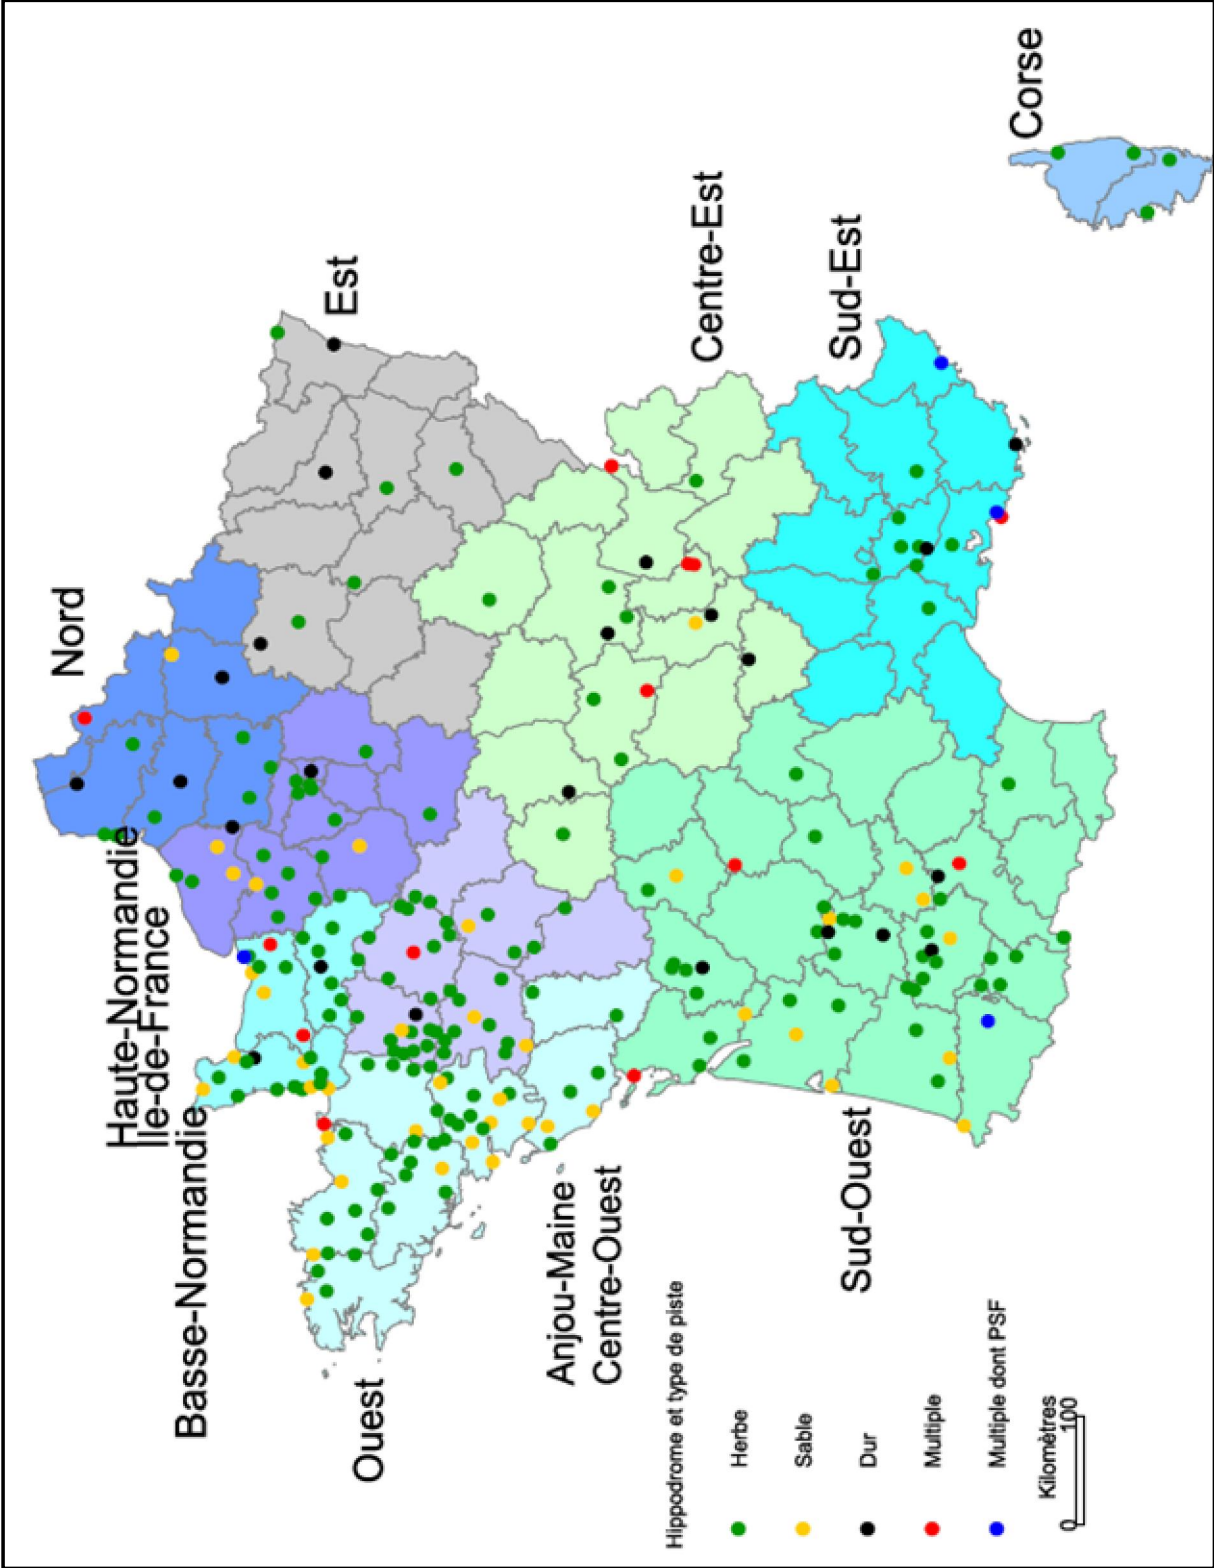 Nord
Est
Haute-Normandie
Ile-de-France
Basse-Normandie
Ouest
Centre-Est
Anjou-Maine
Centre-Ouest
Sud-Est
Sud-Ouest
Corse
Hippodrome et type de piste
Herbe
Sable
Dur
Multiple
Multiple dont PSF
Kilomètres
0 100